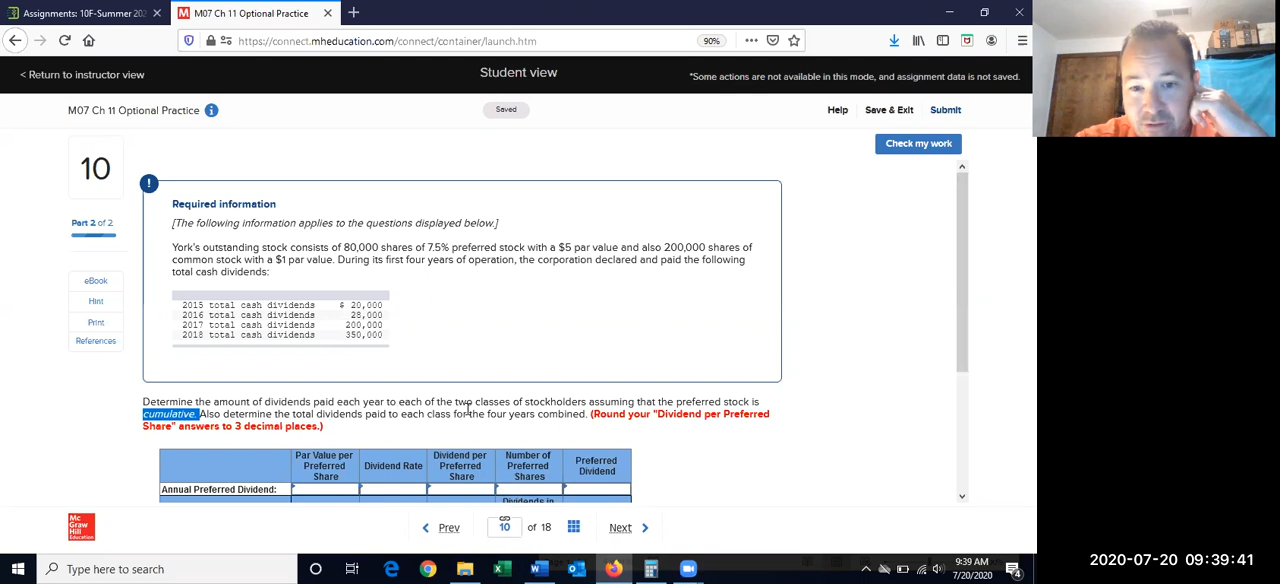 Assignments: 10F-Summer 202
M07 Ch 11 Optional Practice
https://connect.mheducation.com/connect/container/launch.htm
90%
< Return to instructor view
Student view
*Some actions are not available in this mode, and assignment data is not saved.
M07 Ch 11 Optional Practice
Saved
Help
Save & Exit
Submit
Check my work
10
Part 2 of 2
eBook
Hint
Print
References
Required information
[The following information applies to the questions displayed below.]
York's outstanding stock consists of 80,000 shares of 7.5% preferred stock with a $5 par value and also 200,000 shares of
common stock with a $1 par value. During its first four years of operation, the corporation declared and paid the following
total cash dividends:
2015 total cash dividends $ 20,000
2016 total cash dividends 28,000
2017 total cash dividends 200,000
2018 total cash dividends 350,000
Determine the amount of dividends paid each year to each of the two classes of stockholders assuming that the preferred stock is
cumulative. Also determine the total dividends paid to each class for the four years combined. (Round your "Dividend per Preferred
Share" answers to 3 decimal places.)
Par Value per Preferred Share
Dividend Rate
Dividend per Preferred Share
Number of Preferred Shares
Preferred Dividend
Annual Preferred Dividend:
Dividends in
Mc Graw Hill Education
Prev
10 of 18
Next
Type here to search
9:39 AM
7/20/2020
2020-07-20 09:39:41